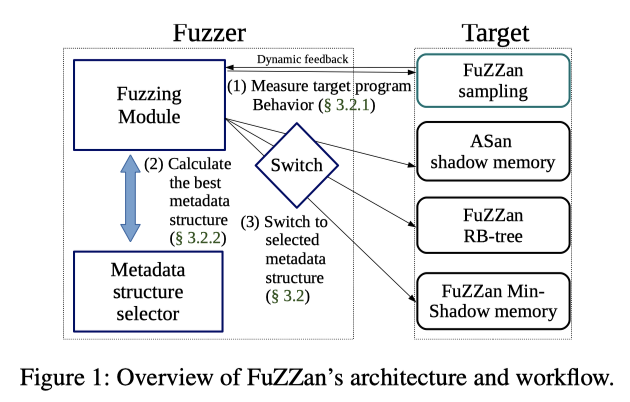 Fuzzer
Target
Dynamic feedback
Fuzzing
Module
(1) Measure target program
Behavior (§ 3.2.1)
FuZZan
sampling
Switch
ASan
shadow memory
(2) Calculate
the best
metadata
structure
(§ 3.2.2)
(3) Switch to
selected
metadata
structure
(§ 3.2)
FuZZan
RB-tree
Metadata
structure
selector
FuZZan Min-
Shadow memory
Figure 1: Overview of FuZZan's architecture and workflow.